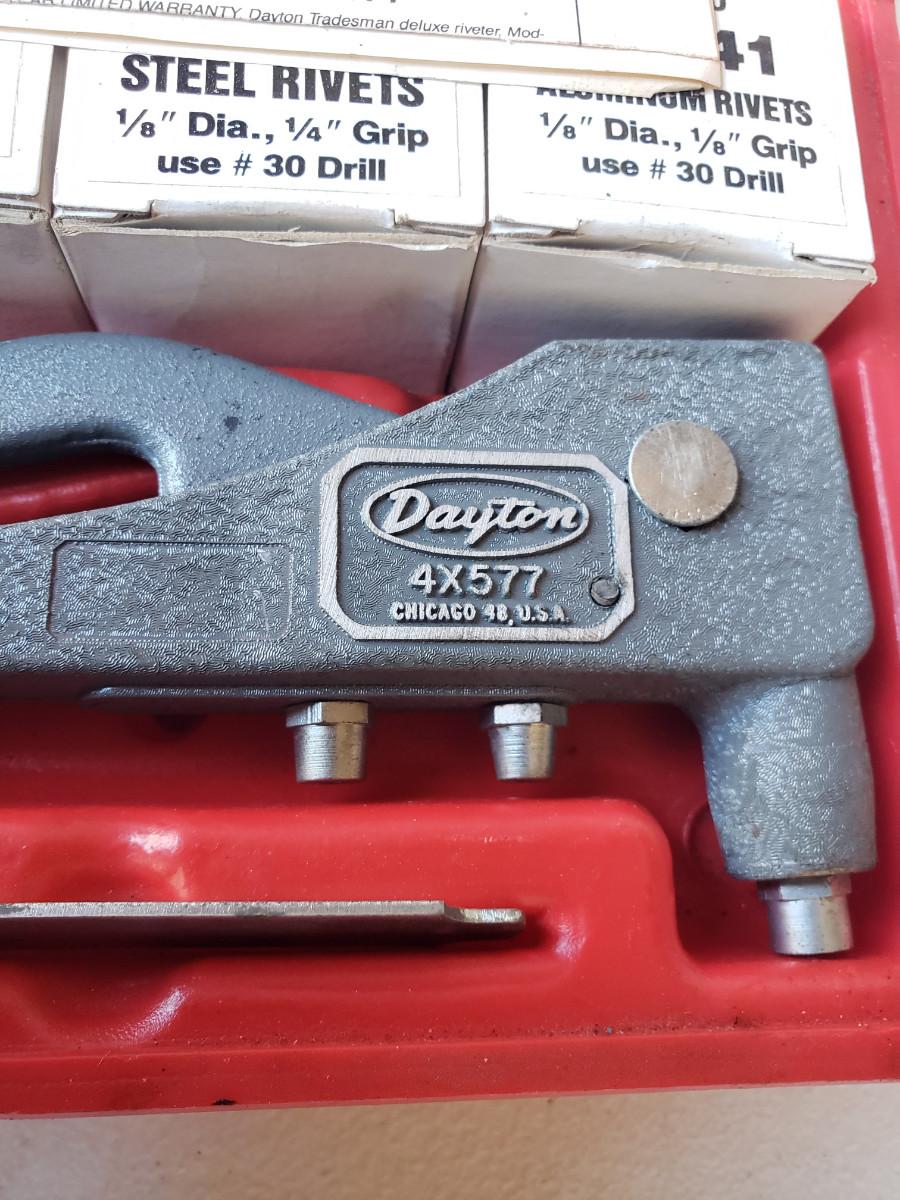 LIMITED WARRANTY. Dayton Tradesman deluxe riveter, Mod-
STEEL RIVETS
1/8" Dia., 1/4" Grip
use # 30 Drill
41
ALUMINUM RIVETS
1/8" Dia., 1/8" Grip
use # 30 Drill
Dayton
4X577
CHICAGO 48, U.S.A.